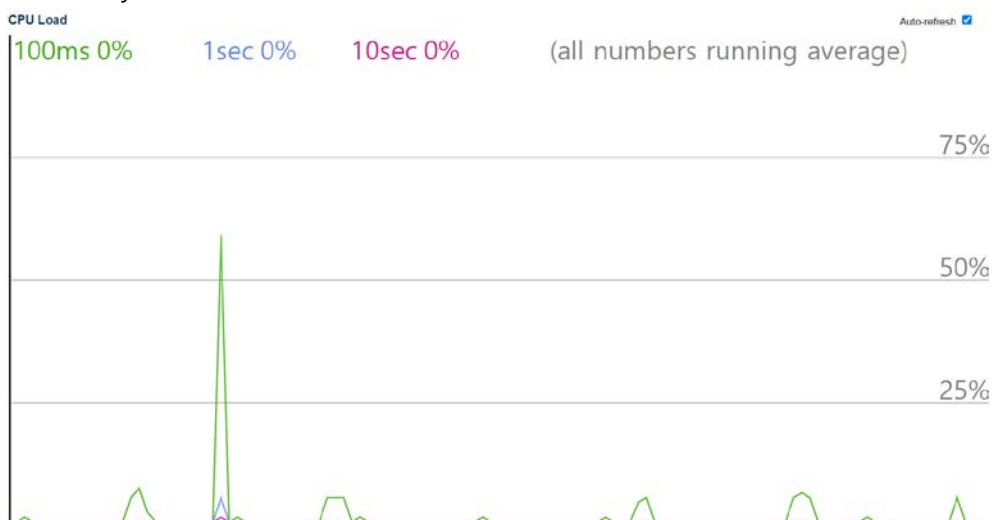 CPU Load
Auto-refresh
100ms 0% 1sec 0% 10sec 0% (all numbers running average)
75%
50%
25%